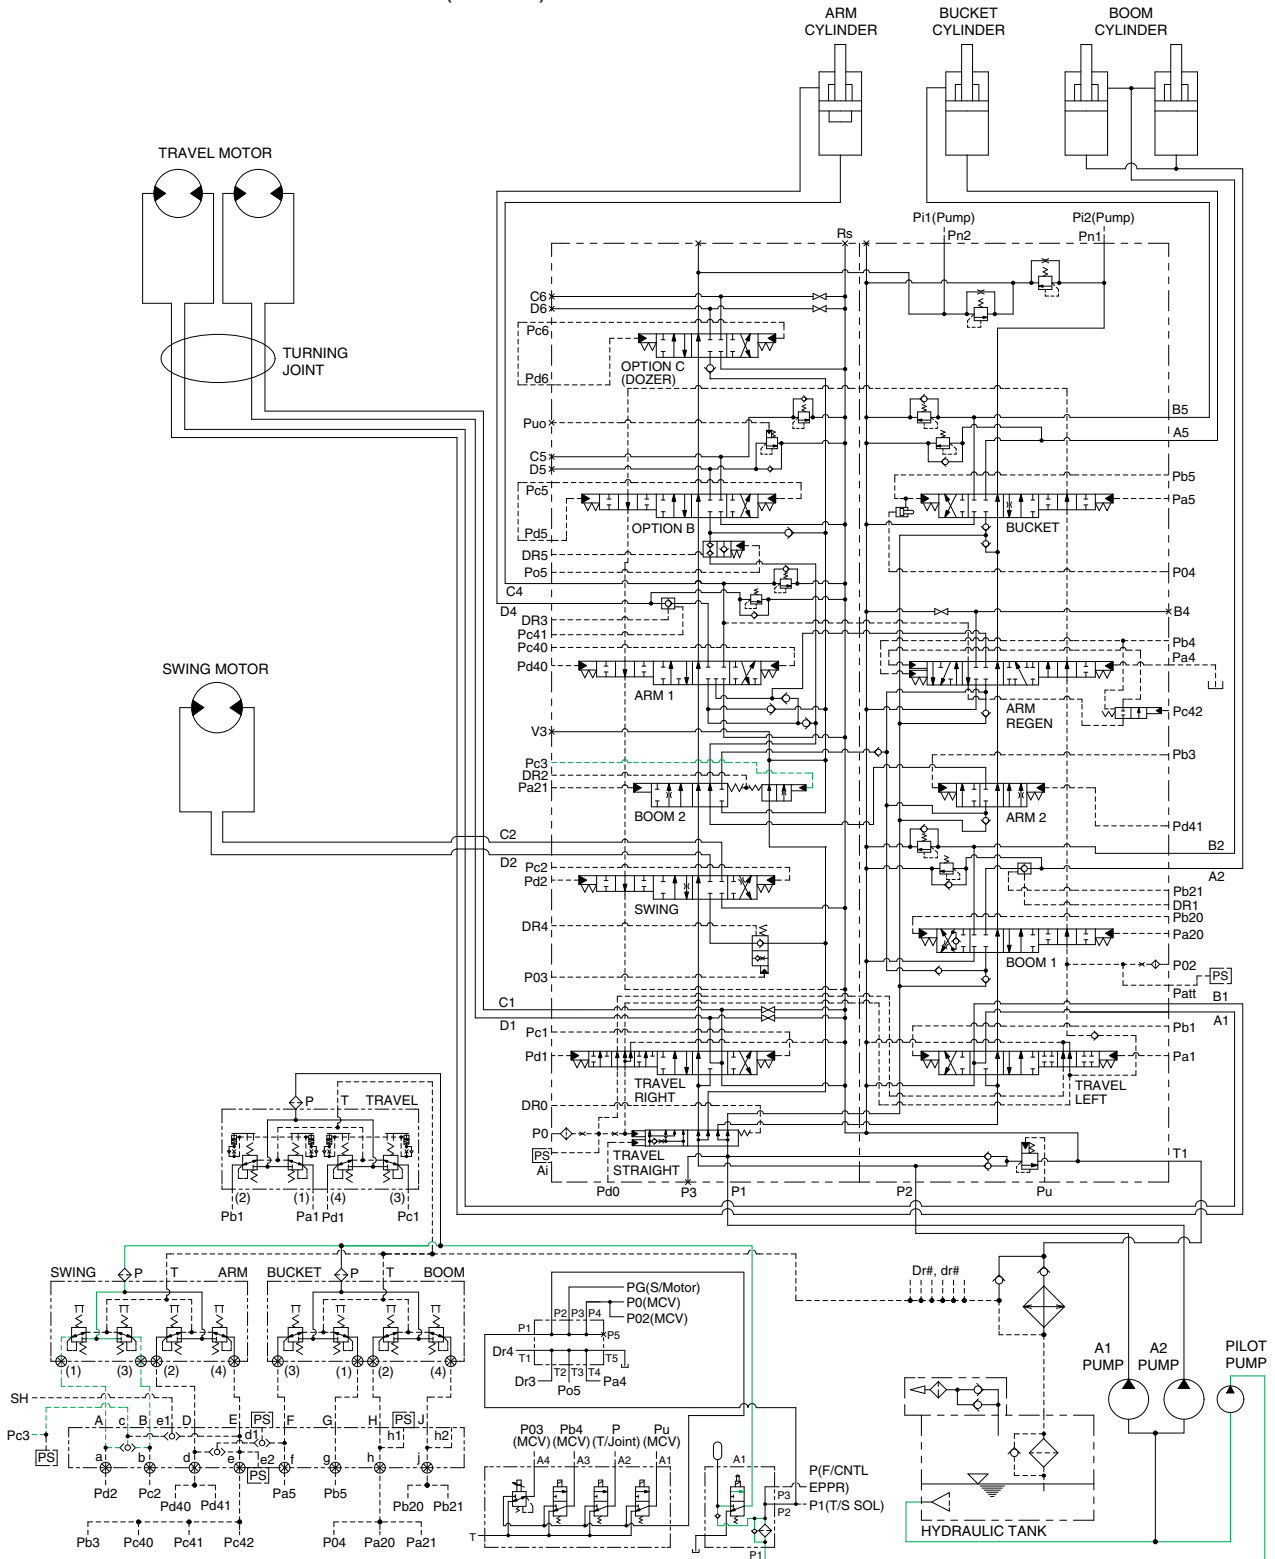 ARM
CYLINDER
BUCKET
CYLINDER
BOOM
CYLINDER
TRAVEL MOTOR
TURNING
JOINT
SWING MOTOR
Rs
Pi1(Pump)
Pn2
Pi2(Pump)
Pn1
C6
D6
Pc6
Pd6
OPTION C
(DOZER)
Puo
C5
D5
Pc5
Pd5
OPTION B
DR5
Po5
C4
D4
DR3
Pc41
Pc40
Pd40
ARM 1
V3
Pc3
DR2
Pa21
BOOM 2
C2
D2
Pc2
Pd2
SWING
DR4
P03
C1
D1
Pc1
Pd1
TRAVEL
RIGHT
DR0
P0
PS
Ai
TRAVEL
STRAIGHT
Pd0
P3
P1
P2
Pu
B5
A5
Pb5
Pa5
BUCKET
P04
B4
Pb4
Pa4
ARM
REGEN
Pc42
Pb3
ARM 2
Pd41
B2
A2
Pb21
DR1
Pb20
Pa20
BOOM 1
P02
PS
Patt
B1
A1
Pb1
Pa1
TRAVEL
LEFT
T1
P T TRAVEL
(2) (1) (4) (3)
Pb1 Pa1 Pd1 Pc1
SWING P T ARM
BUCKET P T BOOM
(1) (3) (2) (4)
(3) (1) (2) (4)
SH
Pc3
PS
A c B e1 D E PS F G H PS J
d1 h1 h2
a b d e e2 f g h j
PS
Pd2 Pc2 Pd40 Pd41 Pa5 Pb5 Pb20 Pb21
Pb3 Pc40 Pc41 Pc42 P04 Pa20 Pa21
PG(S/Motor)
P0(MCV)
P02(MCV)
P2 P3 P4
P1
P5
Dr4
T1
T5
T2 T3 T4
Dr3
Po5
Pa4
P03
(MCV)
Pb4
(MCV)
P
(T/Joint)
Pu
(MCV)
A4 A3 A2 A1
T
A1
P(F/CNTL
EPPR)
P3
P1(T/S SOL)
P2
P1
Dr#, dr#
A1
PUMP
A2
PUMP
PILOT
PUMP
HYDRAULIC TANK